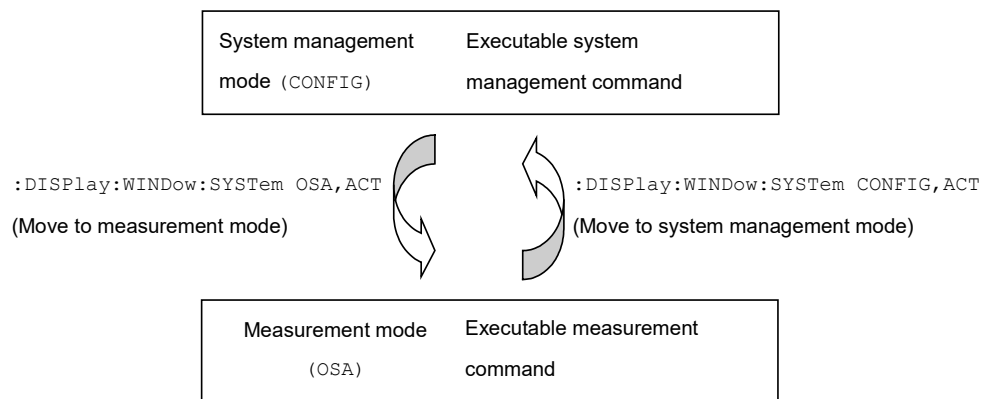 System management
mode (CONFIG)
Executable system
management command
:DISPlay:WINDow:SYSTem OSA,ACT
(Move to measurement mode)
:DISPlay:WINDow:SYSTem CONFIG,ACT
(Move to system management mode)
Measurement mode
(OSA)
Executable measurement
command